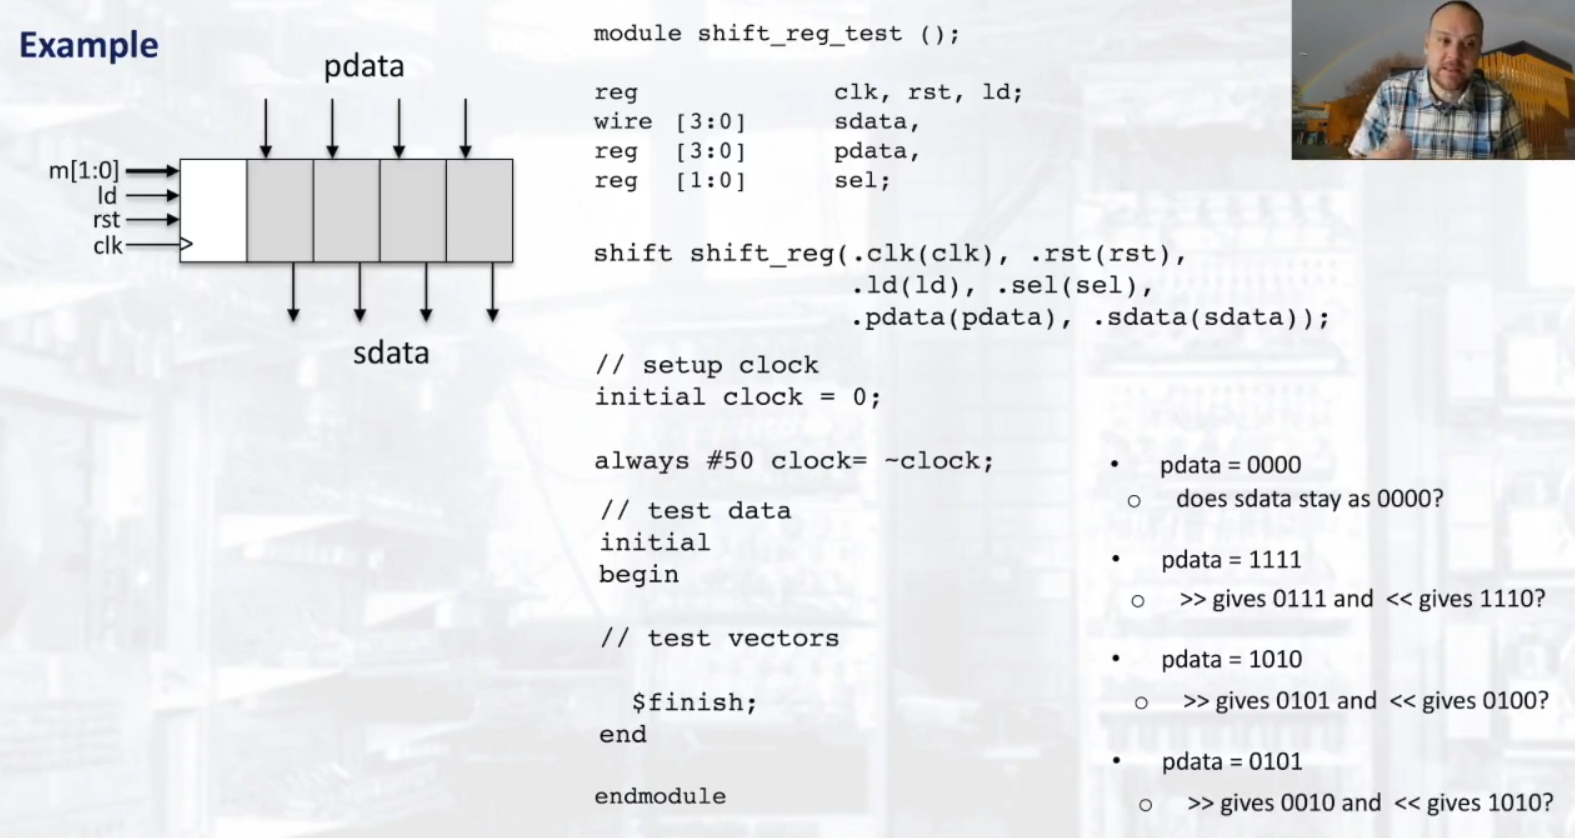 Example
pdata
m[1:0]
ld
rst
clk
sdata
module shift_reg_test ();
reg clk, rst, ld;
wire [3:0] sdata,
reg [3:0] pdata,
reg [1:0] sel;
shift shift_reg(.clk(clk), .rst(rst),
.ld(ld), .sel(sel),
.pdata(pdata), .sdata(sdata));
// setup clock
initial clock = 0;
always #50 clock= ~clock;
// test data
initial
begin
// test vectors
$finish;
end
endmodule
• pdata = 0000
○ does sdata stay as 0000?
• pdata = 1111
○ >> gives 0111 and << gives 1110?
• pdata = 1010
○ >> gives 0101 and << gives 0100?
• pdata = 0101
○ >> gives 0010 and << gives 1010?